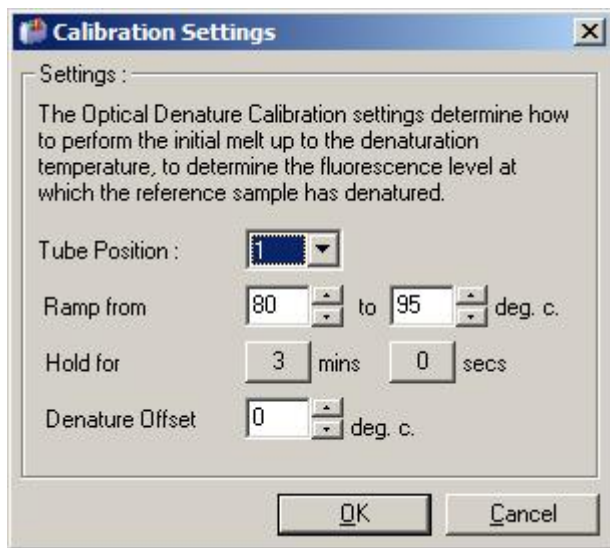 Calibration Settings
Settings :
The Optical Denature Calibration settings determine how
to perform the initial melt up to the denaturation
temperature, to determine the fluorescence level at
which the reference sample has denatured.
Tube Position : 1
Ramp from 80 to 95 deg. c.
Hold for 3 mins 0 secs
Denature Offset 0 deg. c.
OK Cancel